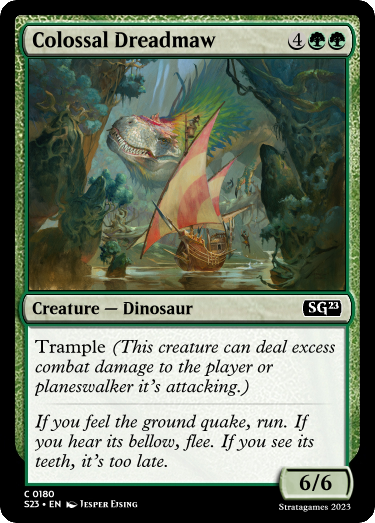 Colossal Dreadmaw 4
Creature — Dinosaur SG23
Trample (This creature can deal excess
combat damage to the player or
planeswalker it's attacking.)
If you feel the ground quake, run. If
you hear its bellow, flee. If you see its
teeth, it's too late.
6/6
C 0180
S23 • EN Jesper Eising
Stratagames 2023